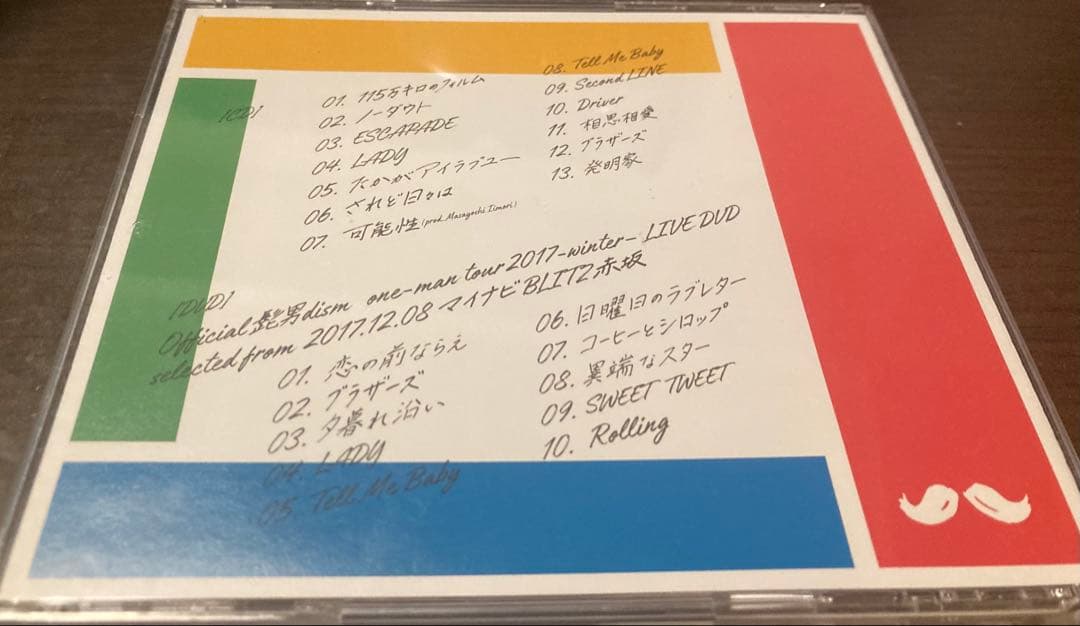 [CD]
01. 115万キロのフィルム
02. ノーダウト
03. ESCAPADE
04. LADY
05. たかがアイラブユー
06. されど日々は
07. 可能性 (prod. Masayoshi Iimori)
08. Tell Me Baby
09. Second LINE
10. Driver
11. 相思相愛
12. ブラザーズ
13. 発明家
[DVD]
Official髭男dism one-man tour 2017-winter- LIVE DVD
selected from 2017.12.08 マイナビBLITZ赤坂
01. 恋の前ならえ
02. ブラザーズ
03. 夕暮れ沿い
04. LADY
05. Tell Me Baby
06. 日曜日のラブレター
07. コーヒーとシロップ
08. 異端なスター
09. SWEET TWEET
10. Rolling